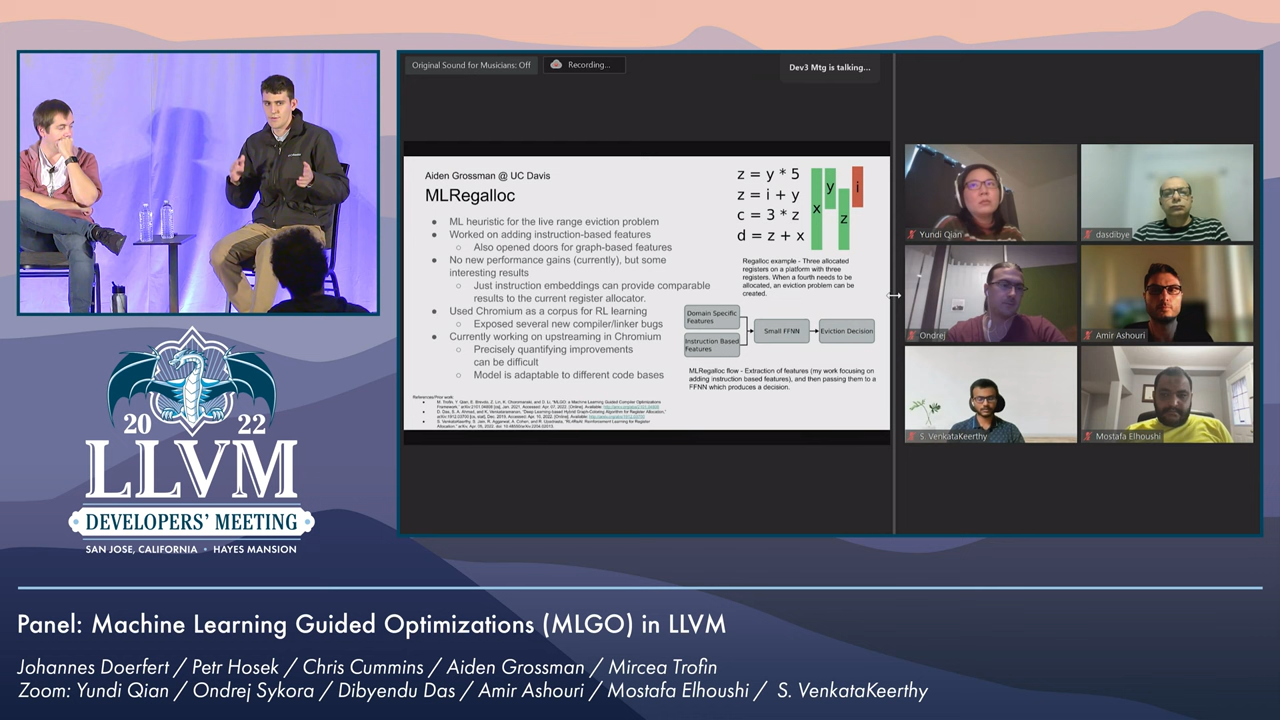 Original Sound for Musicians: Off
Recording...
Dev3 Mtg is talking...
Aiden Grossman @ UC Davis
MLRegalloc
● ML heuristic for the live range eviction problem
● Worked on adding instruction-based features
○ Also opened doors for graph-based features
● No new performance gains (currently), but some
interesting results
○ Just instruction embeddings can provide comparable
results to the current register allocator.
● Used Chromium as a corpus for RL learning
○ Exposed several new compiler/linker bugs
● Currently working on upstreaming in Chromium
○ Precisely quantifying improvements
can be difficult
○ Model is adaptable to different code bases
References/Prior work:
z = y * 5
z = i + y
c = 3 * z
d = z + x
x
y
z
i
Regalloc example - Three allocated
registers on a platform with three
registers. When a fourth needs to be
allocated, an eviction problem can be
created.
Domain Specific
Features
Instruction Based
Features
Small FFNN
Eviction Decision
MLRegalloc flow - Extraction of features (my work focusing on
adding instruction based features), and then passing them to a
FFNN which produces a decision.
Yundi Qian
dasdibye
Ondrej
Amir Ashouri
S. VenkataKeerthy
Mostafa Elhoushi
20 22
LLVM
DEVELOPERS' MEETING
SAN JOSE, CALIFORNIA • HAYES MANSION
Panel: Machine Learning Guided Optimizations (MLGO) in LLVM
Johannes Doerfert / Petr Hosek / Chris Cummins / Aiden Grossman / Mircea Trofin
Zoom: Yundi Qian / Ondrej Sykora / Dibyendu Das / Amir Ashouri / Mostafa Elhoushi / S. VenkataKeerthy